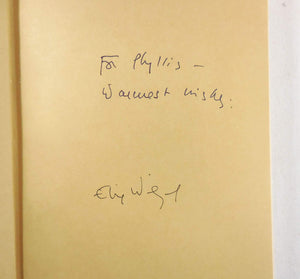 For Phyllis —
Warmest wishes:
Elie Wiesel